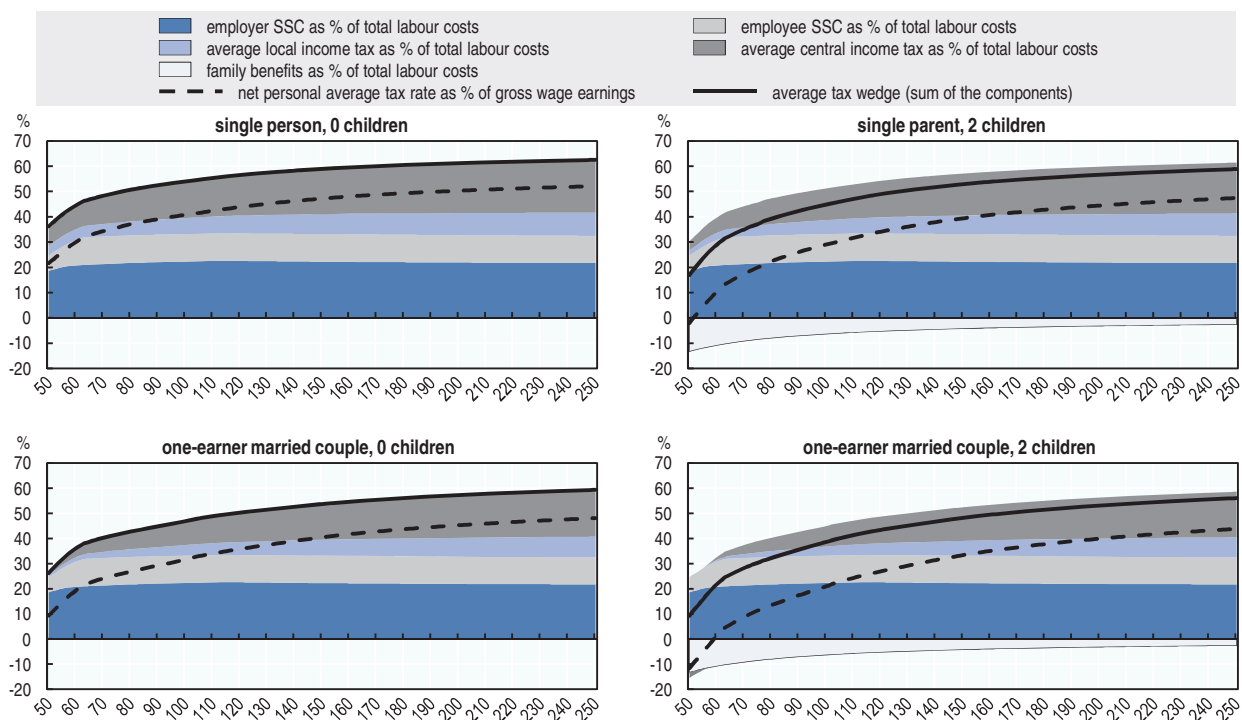 employer SSC as % of total labour costs
employee SSC as % of total labour costs
average local income tax as % of total labour costs
average central income tax as % of total labour costs
family benefits as % of total labour costs
net personal average tax rate as % of gross wage earnings
average tax wedge (sum of the components)
%
single person, 0 children
70
60
50
40
30
20
10
0
-10
-20
50 60 70 80 90 100 110 120 130 140 150 160 170 180 190 200 210 220 230 240 250
%
single parent, 2 children
70
60
50
40
30
20
10
0
-10
-20
50 60 70 80 90 100 110 120 130 140 150 160 170 180 190 200 210 220 230 240 250
%
one-earner married couple, 0 children
70
60
50
40
30
20
10
0
-10
-20
50 60 70 80 90 100 110 120 130 140 150 160 170 180 190 200 210 220 230 240 250
%
one-earner married couple, 2 children
70
60
50
40
30
20
10
0
-10
-20
50 60 70 80 90 100 110 120 130 140 150 160 170 180 190 200 210 220 230 240 250